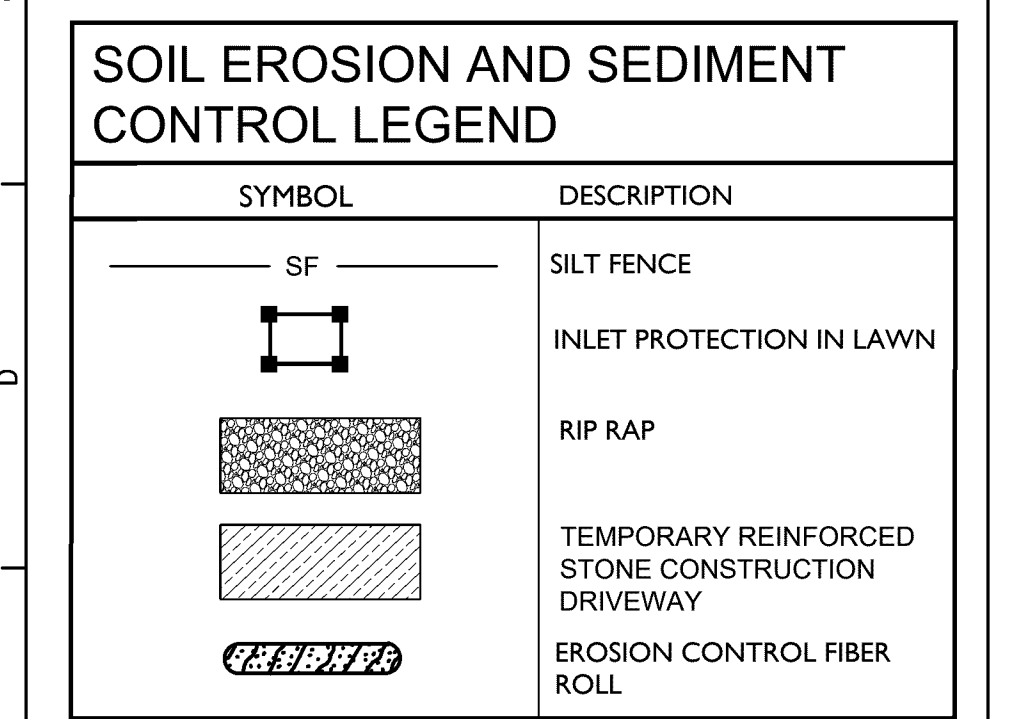 SOIL EROSION AND SEDIMENT
CONTROL LEGEND
SYMBOL DESCRIPTION
SF SILT FENCE
INLET PROTECTION IN LAWN
RIP RAP
D
TEMPORARY REINFORCED
STONE CONSTRUCTION
DRIVEWAY
EROSION CONTROL FIBER
ROLL